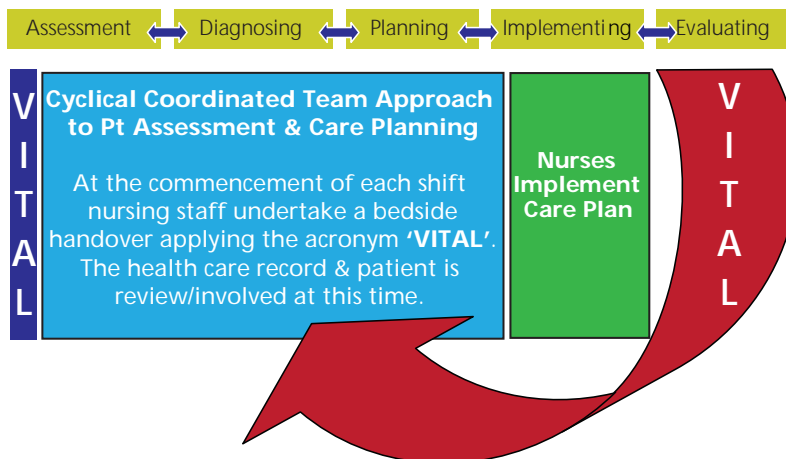 Assessment Diagnosing Planning Implementing Evaluating
VITAL
Cyclical Coordinated Team Approach
to Pt Assessment & Care Planning
At the commencement of each shift
nursing staff undertake a bedside
handover applying the acronym ‘VITAL’.
The health care record & patient is
review/involved at this time.
Nurses
Implement
Care Plan
VITAL